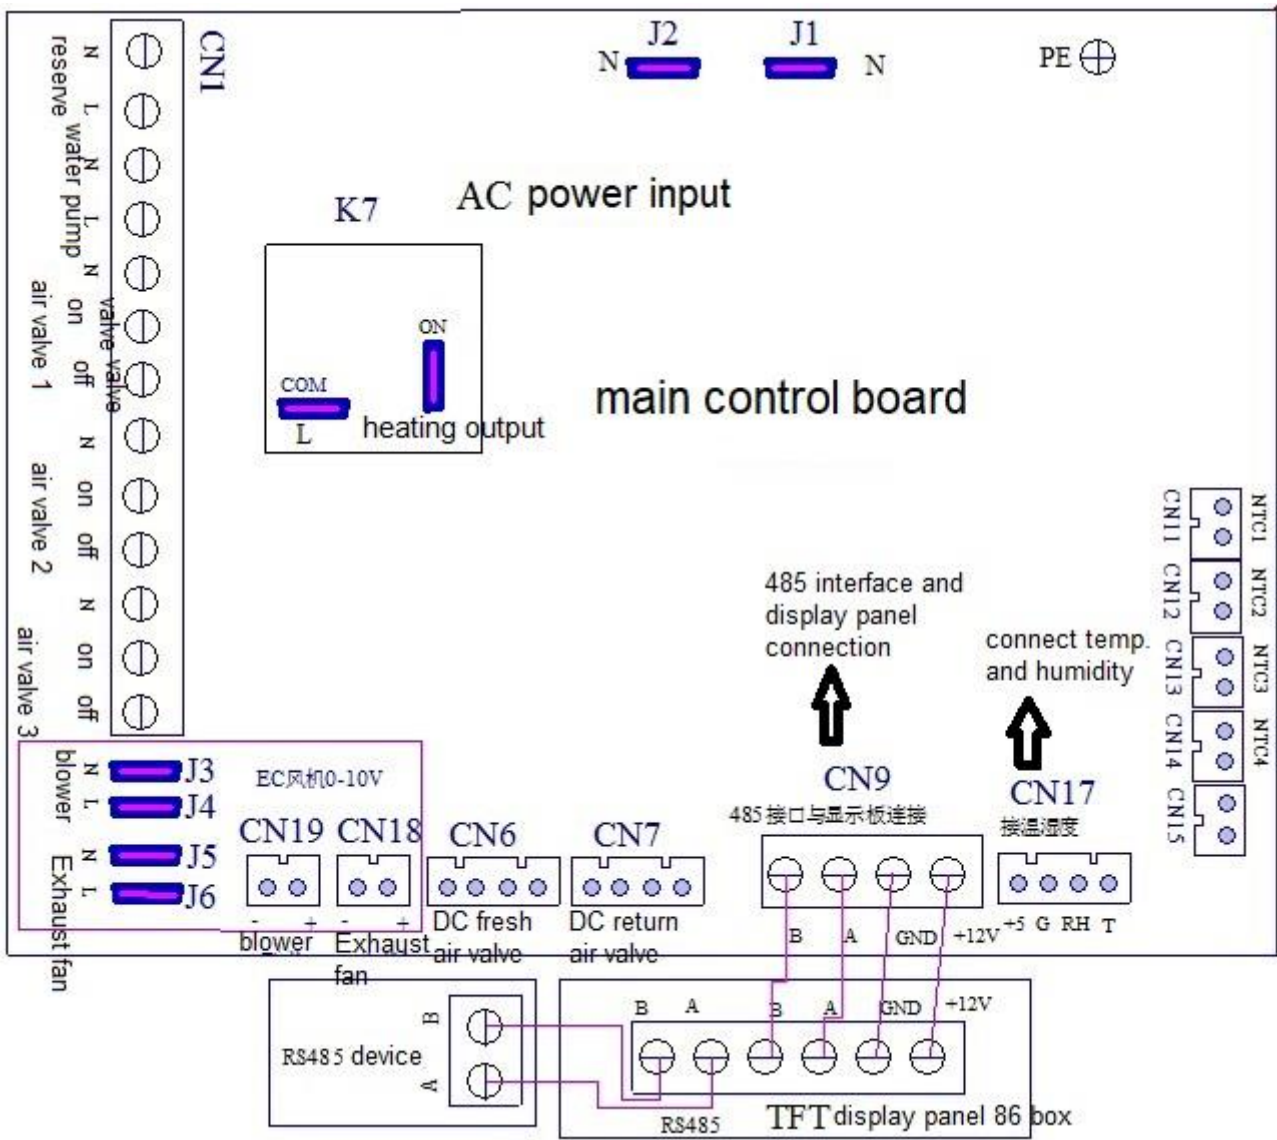 CN1
N
reserve
L
water pump
N
L
N
air valve 1
on
valve valve
off
N
air valve 2
on
off
N
air valve 3
on
off
J2
J1
N
N
PE
AC power input
K7
ON
COM
L
heating output
main control board
CN11
NTC1
CN12
NTC2
CN13
NTC3
CN14
NTC4
CN15
485 interface and
display panel
connection
connect temp.
and humidity
blower
N
J3
L
J4
Exhaust fan
N
J5
L
J6
EC风机0-10V
CN19
CN18
- +
- +
blower
Exhaust
fan
CN6
DC fresh
air valve
CN7
DC return
air valve
CN9
485接口与显示板连接
B A GND +12V
CN17
接温湿度
+5 G RH T
RS485 device
B
A
B A B A GND +12V
RS485
TFT display panel 86 box